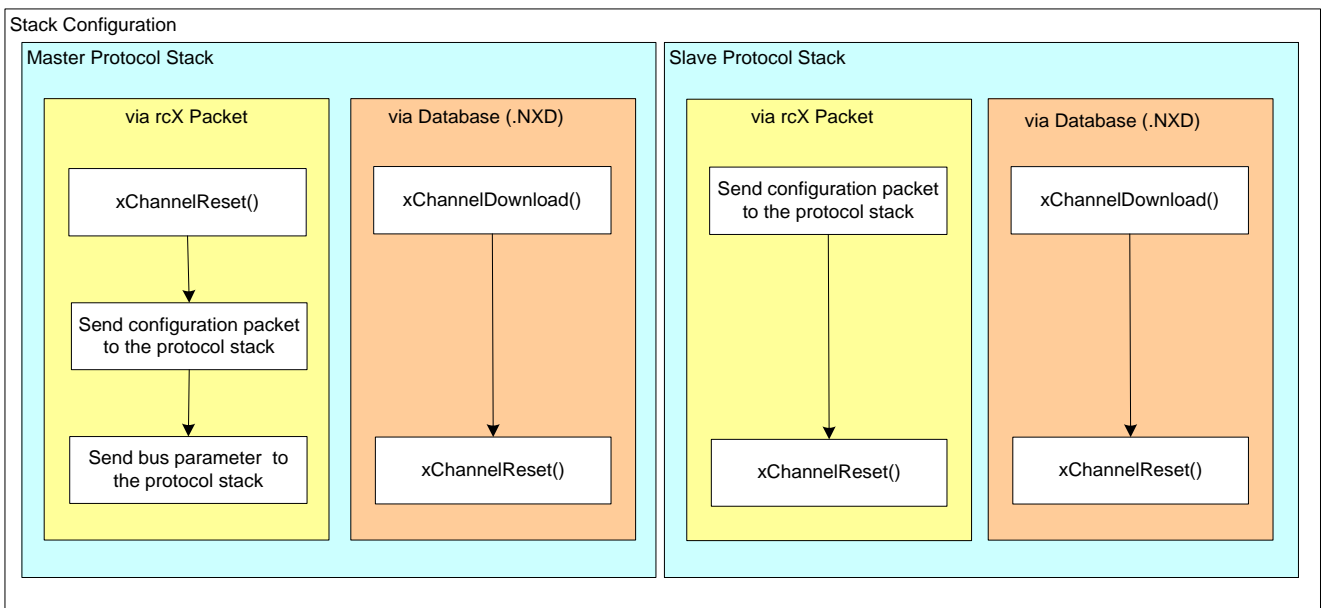 Stack Configuration
Master Protocol Stack
via rcX Packet
xChannelReset()
Send configuration packet
to the protocol stack
Send bus parameter to
the protocol stack
via Database (.NXD)
xChannelDownload()
xChannelReset()
Slave Protocol Stack
via rcX Packet
Send configuration packet
to the protocol stack
xChannelReset()
via Database (.NXD)
xChannelDownload()
xChannelReset()